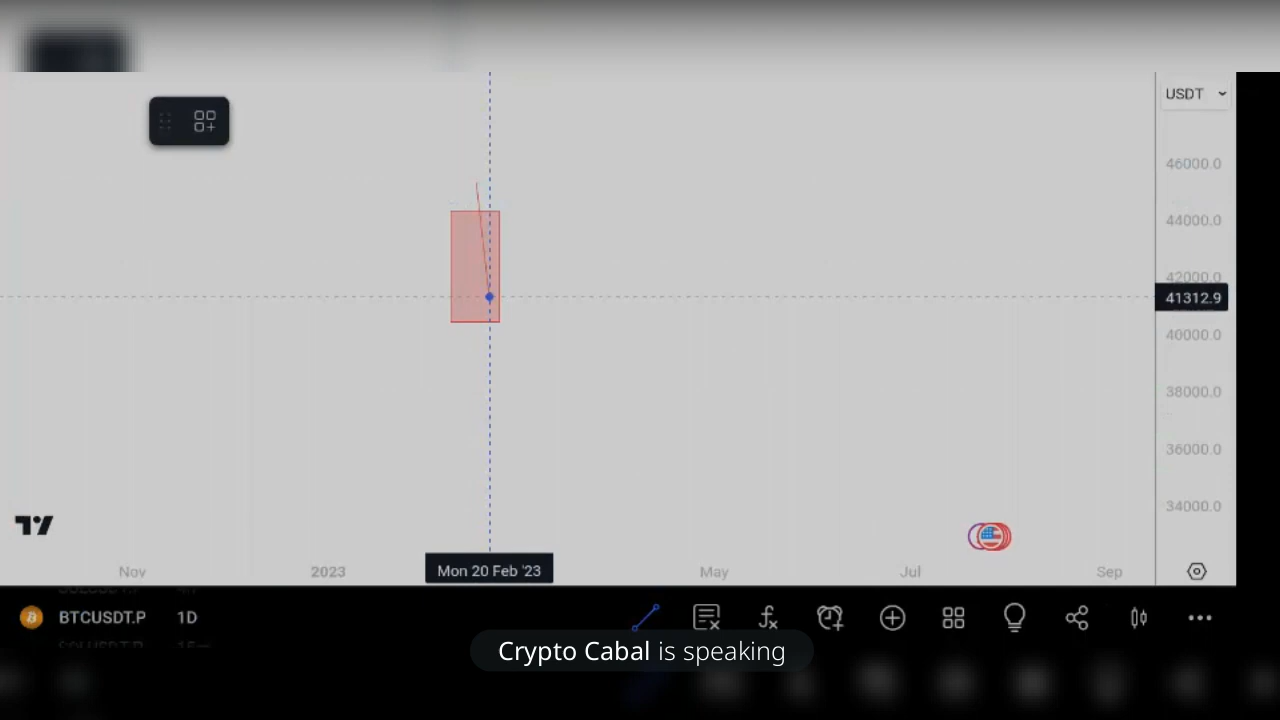 USDT
46000.0
44000.0
42000.0
41312.9
40000.0
38000.0
36000.0
34000.0
Nov
2023
Mon 20 Feb '23
May
Jul
Sep
BTCUSDT.P 1D
Crypto Cabal is speaking